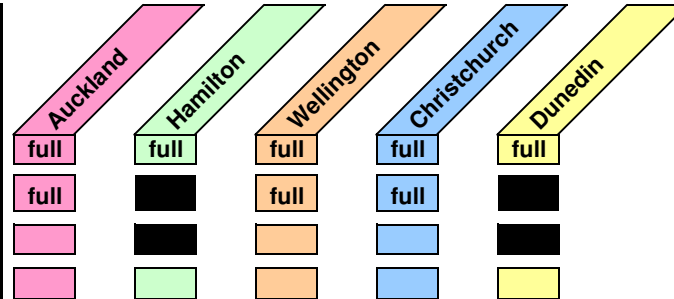 Auckland
Hamilton
Wellington
Christchurch
Dunedin
full full full full full
full full full